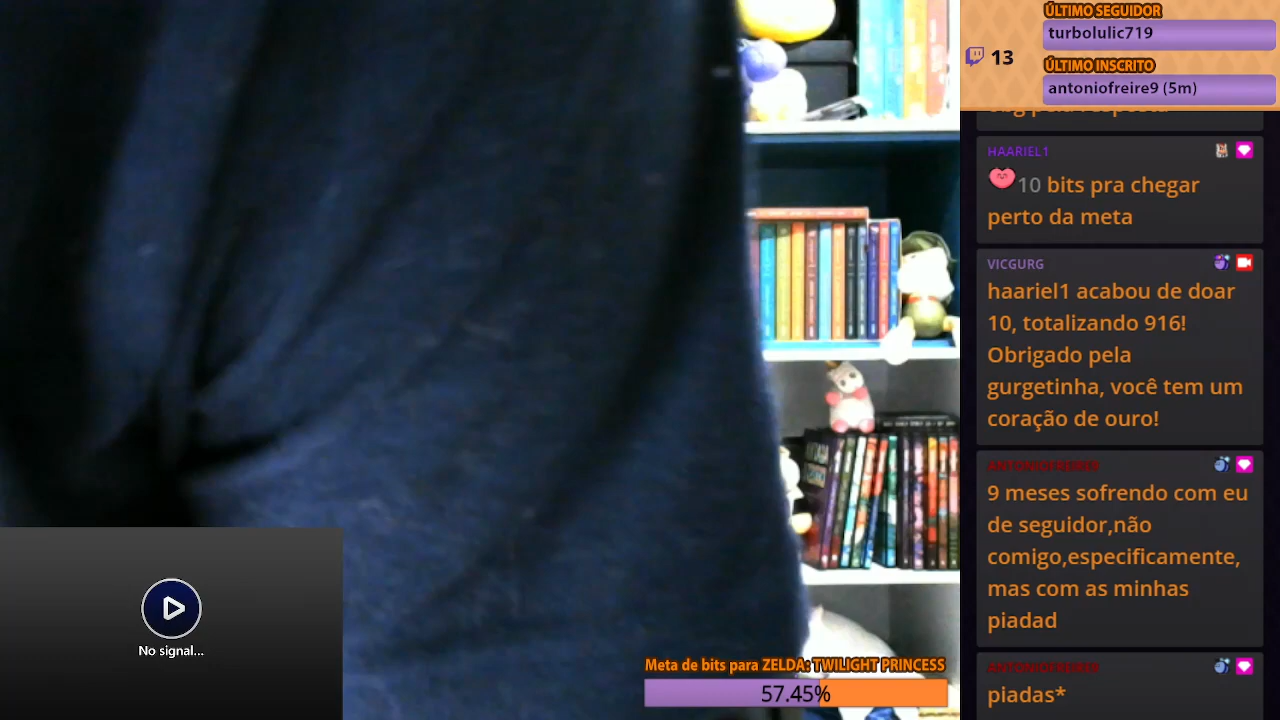 ÚLTIMO SEGUIDOR
turbolulic719
13
ÚLTIMO INSCRITO
antoniofreire9 (5m)
HAARIEL1
10 bits pra chegar
perto da meta
VICGURG
haariel1 acabou de doar
10, totalizando 916!
Obrigado pela
gurgetinha, você tem um
coração de ouro!
ANTONIOFREIRE9
9 meses sofrendo com eu
de seguidor,não
comigo,especificamente,
mas com as minhas
piadad
ANTONIOFREIRE9
piadas*
No signal...
Meta de bits para ZELDA: TWILIGHT PRINCESS
57.45%